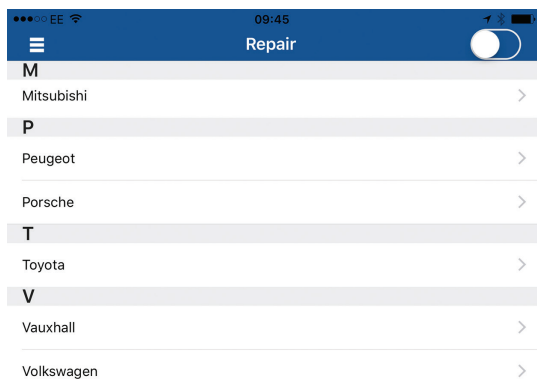 EE 09:45
Repair
M
Mitsubishi
P
Peugeot
Porsche
T
Toyota
V
Vauxhall
Volkswagen